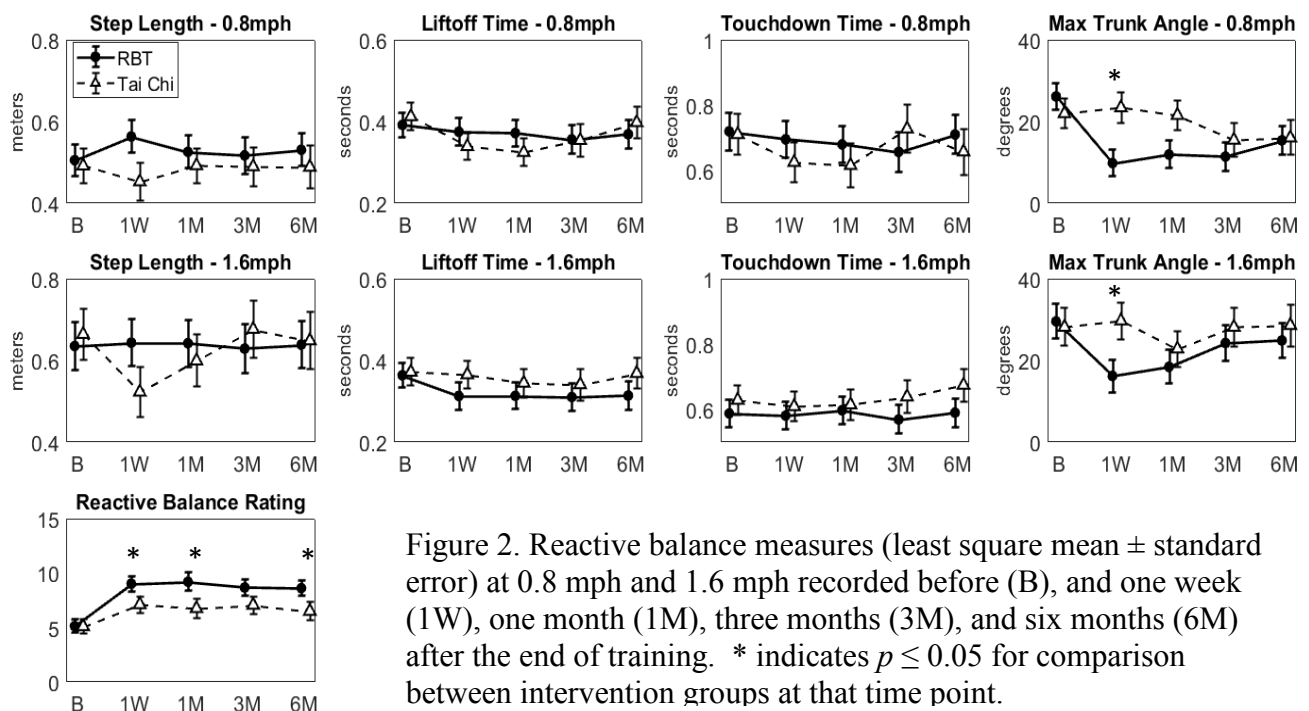 Step Length - 0.8mph
0.8
RBT
Tai Chi
meters
0.6
0.4
B 1W 1M 3M 6M
Liftoff Time - 0.8mph
0.6
seconds
0.4
0.2
B 1W 1M 3M 6M
Touchdown Time - 0.8mph
1
seconds
0.8
0.6
B 1W 1M 3M 6M
Max Trunk Angle - 0.8mph
40
*
degrees
20
0
B 1W 1M 3M 6M
Step Length - 1.6mph
0.8
meters
0.6
0.4
B 1W 1M 3M 6M
Liftoff Time - 1.6mph
0.6
seconds
0.4
0.2
B 1W 1M 3M 6M
Touchdown Time - 1.6mph
1
seconds
0.8
0.6
B 1W 1M 3M 6M
Max Trunk Angle - 1.6mph
40
*
degrees
20
0
B 1W 1M 3M 6M
Reactive Balance Rating
15
* * *
10
5
0
B 1W 1M 3M 6M
Figure 2. Reactive balance measures (least square mean ± standard
error) at 0.8 mph and 1.6 mph recorded before (B), and one week
(1W), one month (1M), three months (3M), and six months (6M)
after the end of training. * indicates p ≤ 0.05 for comparison
between intervention groups at that time point.